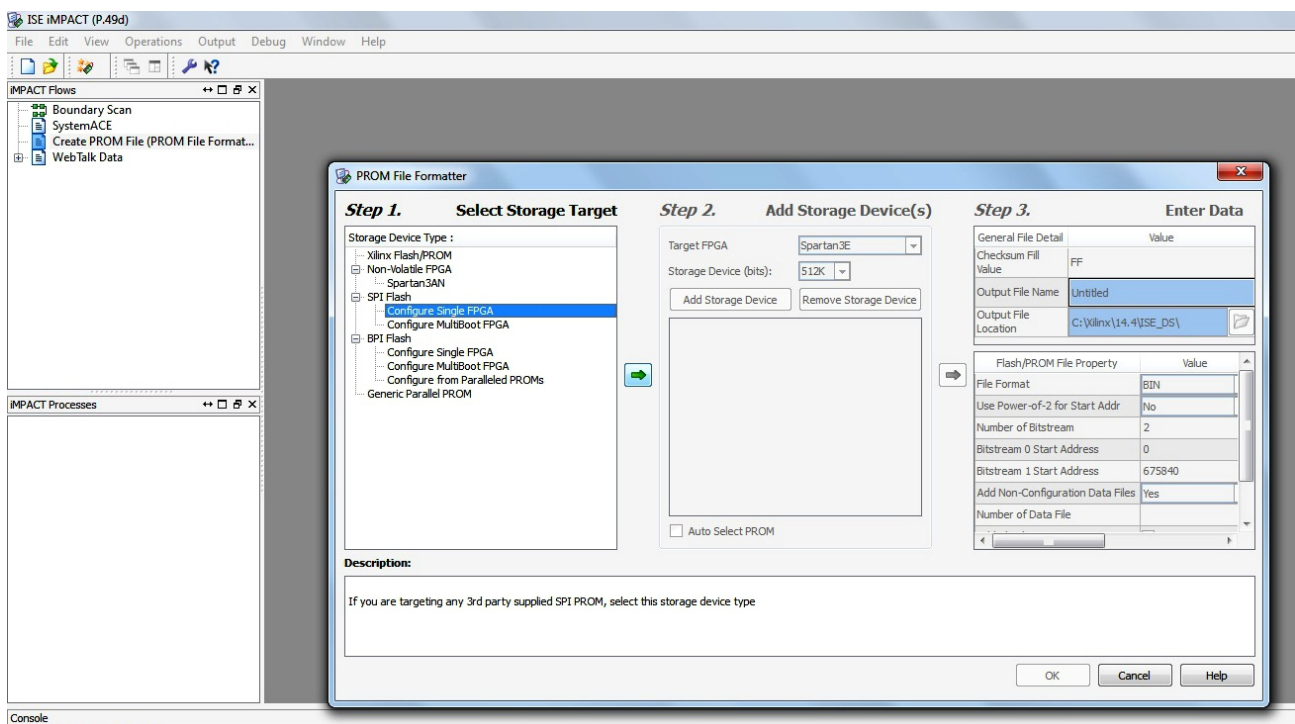 ISE iMPACT (P.49d)
File Edit View Operations Output Debug Window Help
iMPACT Flows
Boundary Scan
SystemACE
Create PROM File (PROM File Format...
WebTalk Data
iMPACT Processes
Console
PROM File Formatter
Step 1. Select Storage Target
Storage Device Type :
Xilinx Flash/PROM
Non-Volatile FPGA
Spartan3AN
SPI Flash
Configure Single FPGA
Configure MultiBoot FPGA
BPI Flash
Configure Single FPGA
Configure MultiBoot FPGA
Configure from Paralleled PROMs
Generic Parallel PROM
Step 2. Add Storage Device(s)
Target FPGA Spartan3E
Storage Device (bits): 512K
Add Storage Device Remove Storage Device
Auto Select PROM
Step 3. Enter Data
General File Detail Value
Checksum Fill
Value FF
Output File Name Untitled
Output File
Location C:\Xilinx\14.4\ISE_DS\
Flash/PROM File Property Value
File Format BIN
Use Power-of-2 for Start Addr No
Number of Bitstream 2
Bitstream 0 Start Address 0
Bitstream 1 Start Address 675840
Add Non-Configuration Data Files Yes
Number of Data File
Description:
If you are targeting any 3rd party supplied SPI PROM, select this storage device type
OK Cancel Help